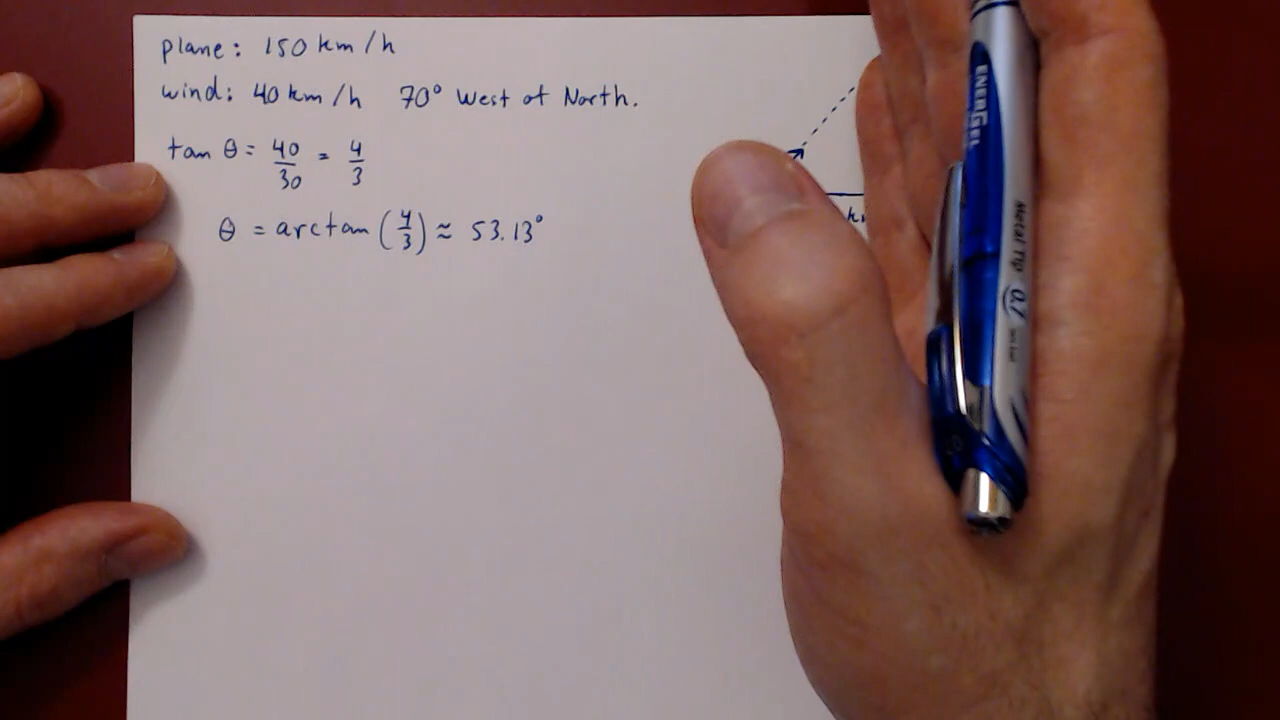 plane: 150 km/h
wind: 40 km/h 70° West of North.
tan θ = 40/30 = 4/3
θ = arctan (4/3) ≈ 53.13°
ENERGEL
Metal Tip 0.7